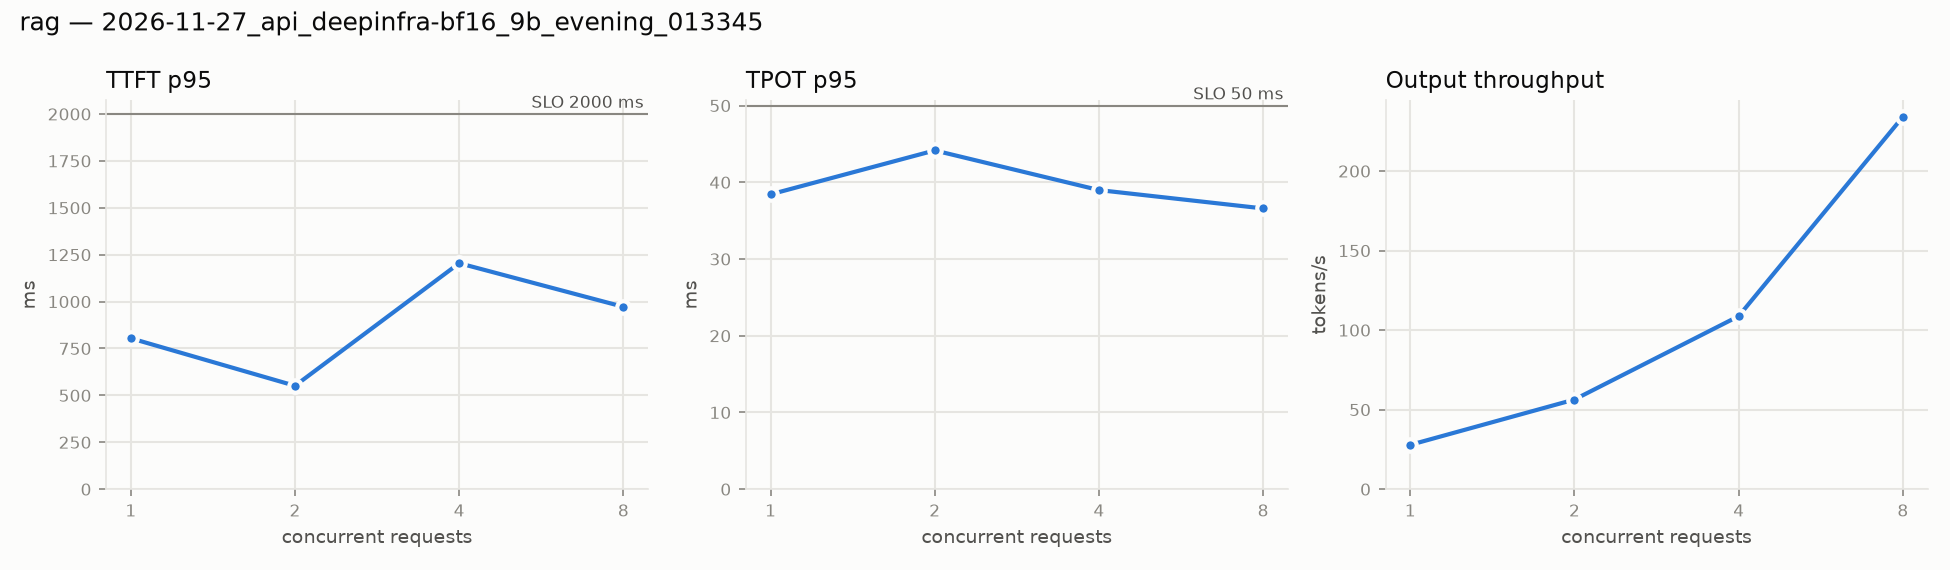 rag — 2026-11-27_api_deepinfra-bf16_9b_evening_013345
TTFT p95
SLO 2000 ms
2000
1750
1500
1250
1000
750
500
250
0
ms
1 2 4 8
concurrent requests
TPOT p95
SLO 50 ms
50
40
30
20
10
0
ms
1 2 4 8
concurrent requests
Output throughput
200
150
100
50
0
tokens/s
1 2 4 8
concurrent requests